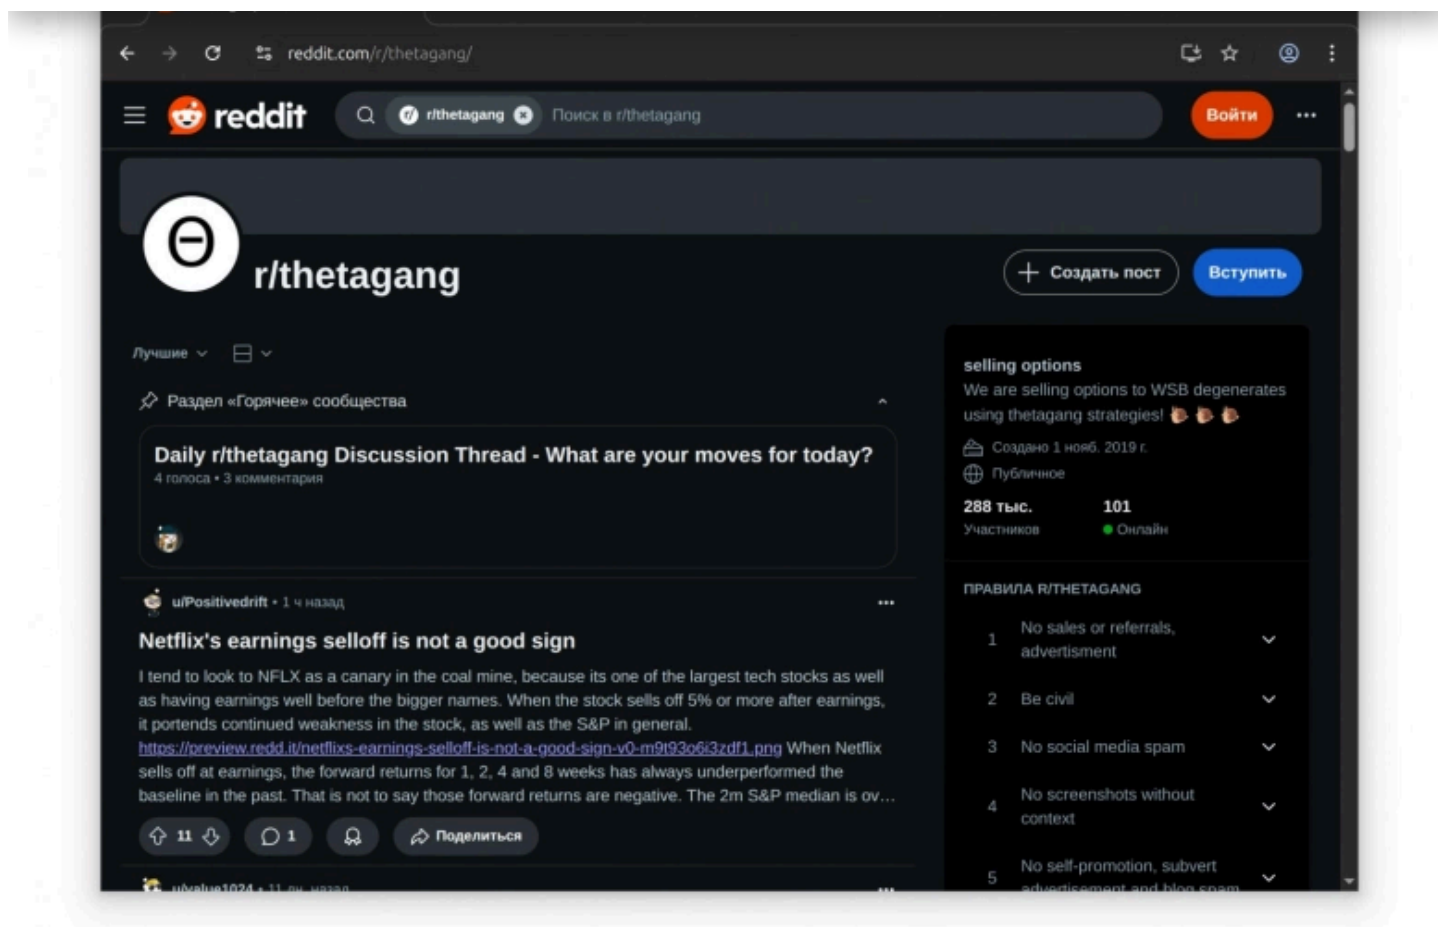 reddit.com/r/thetagang/
reddit
r/thetagang
Поиск в r/thetagang
Войти
Θ
r/thetagang
Создать пост
Вступить
Лучшие
Раздел «Горячее» сообщества
Daily r/thetagang Discussion Thread - What are your moves for today?
4 голоса • 3 комментария
u/Positivedrift • 1 ч назад
Netflix's earnings selloff is not a good sign
I tend to look to NFLX as a canary in the coal mine, because its one of the largest tech stocks as well
as having earnings well before the bigger names. When the stock sells off 5% or more after earnings,
it portends continued weakness in the stock, as well as the S&P in general.
https://preview.redd.it/netflixs-earnings-selloff-is-not-a-good-sign-v0-m9t93o6i3zdf1.png When Netflix
sells off at earnings, the forward returns for 1, 2, 4 and 8 weeks has always underperformed the
baseline in the past. That is not to say those forward returns are negative. The 2m S&P median is ov…
11
1
Поделиться
u/value1024 • 11 дн. назад
selling options
We are selling options to WSB degenerates
using thetagang strategies!
Создано 1 нояб. 2019 г.
Публичное
288 тыс.
101
Участников
Онлайн
ПРАВИЛА R/THETAGANG
1
No sales or referrals,
advertisment
2
Be civil
3
No social media spam
4
No screenshots without
context
5
No self-promotion, subvert
advertisement and blog spam